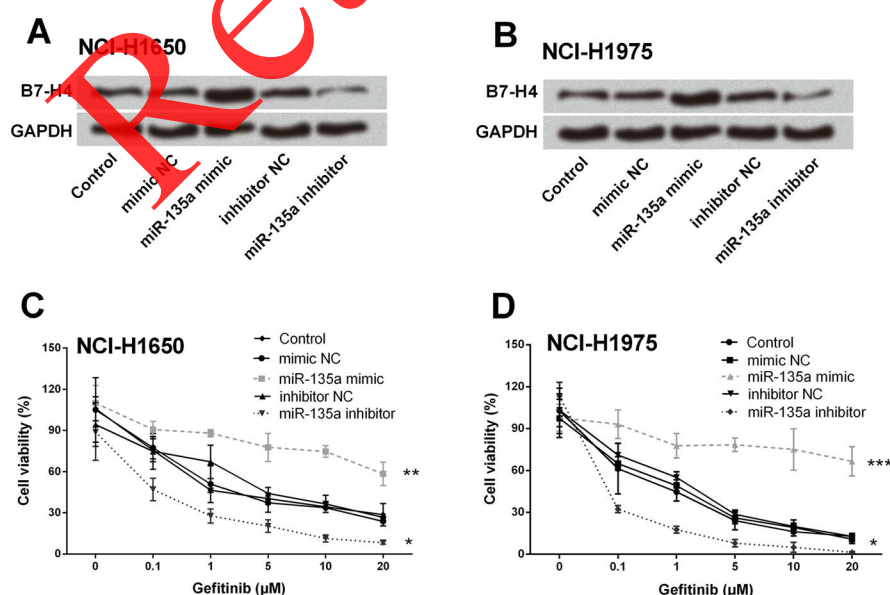 A
NCI-H1650
B7-H4
GAPDH
Control
mimic NC
miR-135a mimic
inhibitor NC
miR-135a inhibitor
B
NCI-H1975
B7-H4
GAPDH
Control
mimic NC
miR-135a mimic
inhibitor NC
miR-135a inhibitor
C
NCI-H1650
Control
mimic NC
miR-135a mimic
inhibitor NC
miR-135a inhibitor
Cell viability (%)
150
120
90
60
30
0
**
*
0 0.1 1 5 10 20
Gefitinib (μM)
D
NCI-H1975
Control
mimic NC
miR-135a mimic
inhibitor NC
miR-135a inhibitor
Cell viability (%)
150
120
90
60
30
0
***
*
0 0.1 1 5 10 20
Gefitinib (μM)